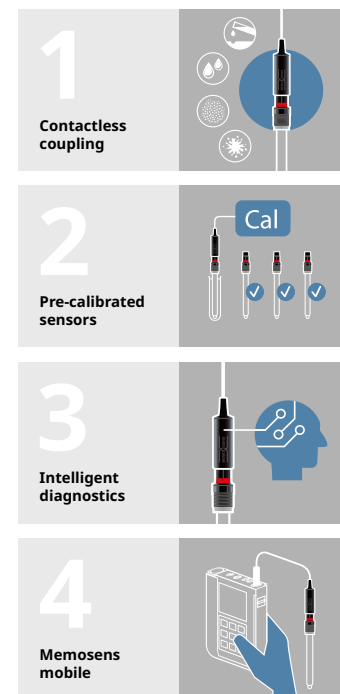 1
Contactless
coupling
2
Cal
Pre-calibrated
sensors
3
Intelligent
diagnostics
4
Memosens
mobile